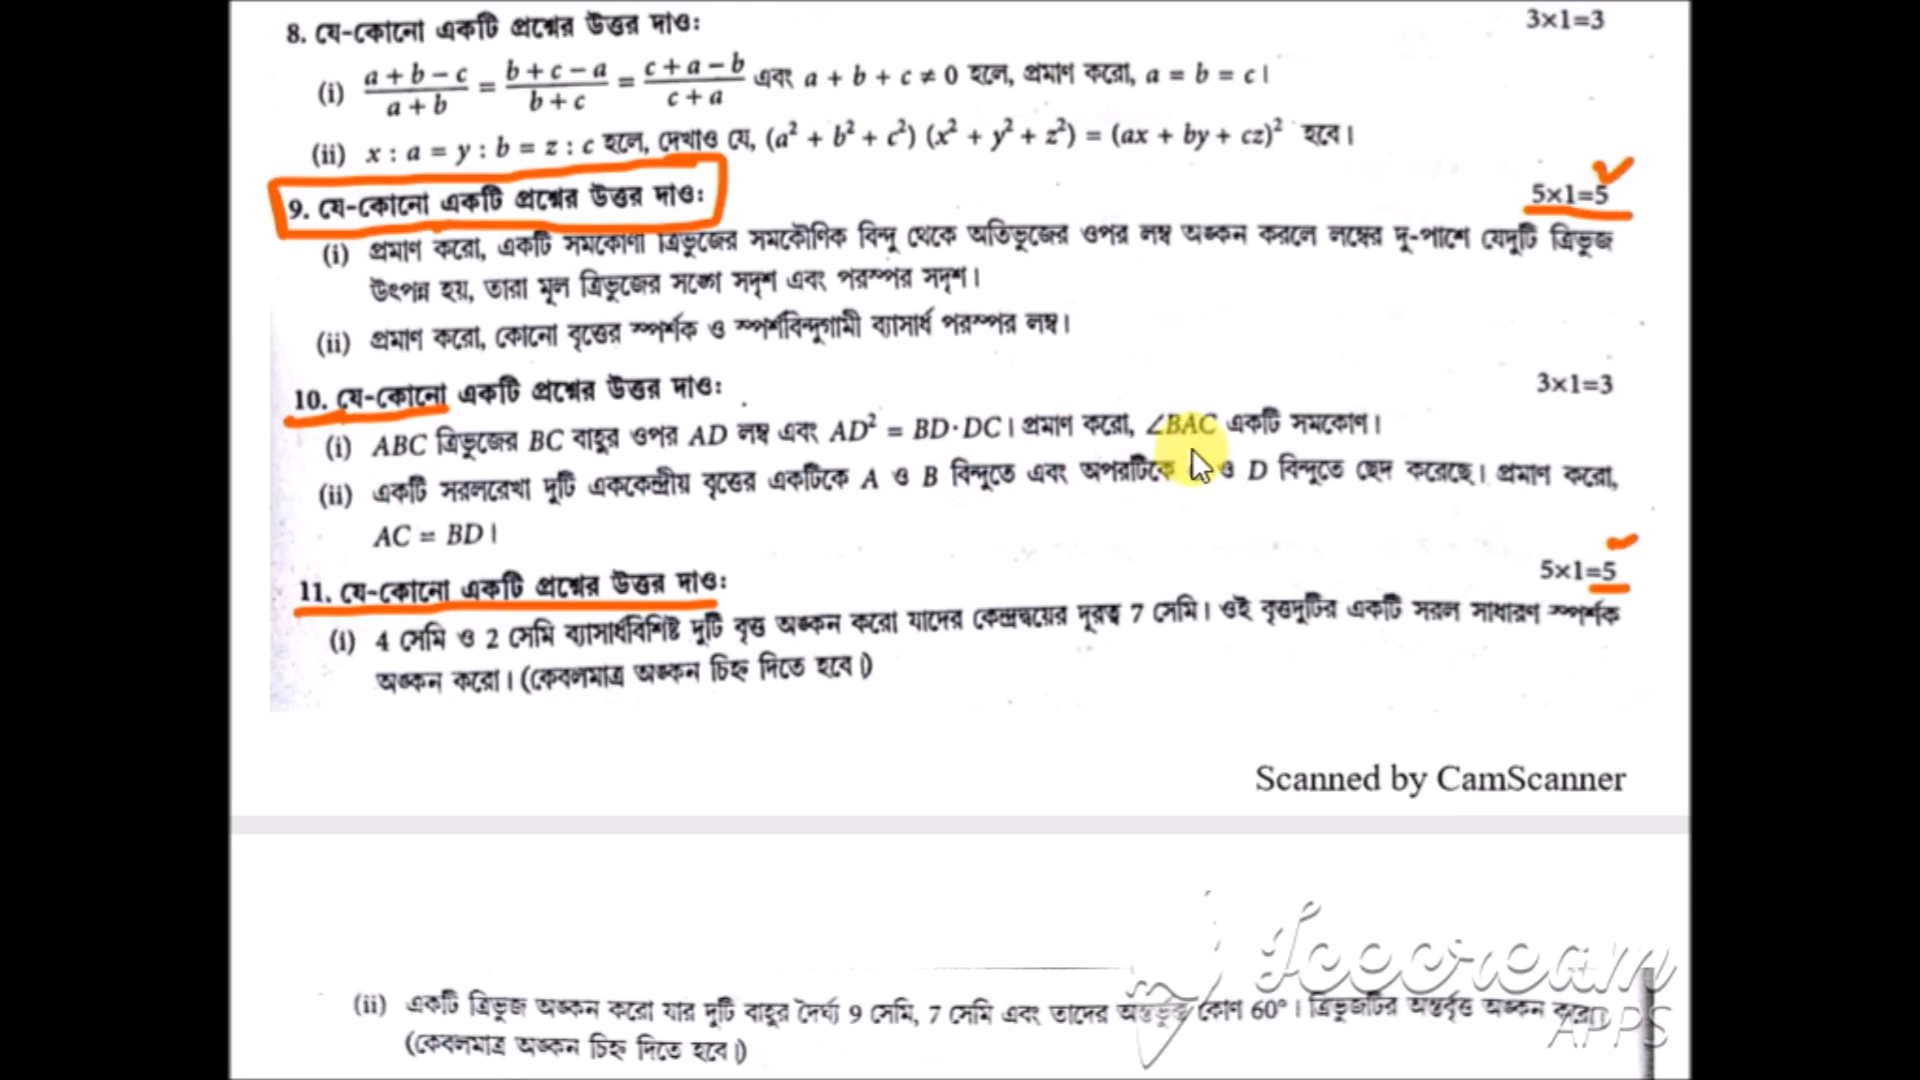 8. যে-কোনো একটি প্রশ্নের উত্তর দাও: 3×1=3
(i) (a + b − c)/(a + b) = (b + c − a)/(b + c) = (c + a − b)/(c + a) এবং a + b + c ≠ 0 হলে, প্রমাণ করো, a = b = c।
(ii) x : a = y : b = z : c হলে, দেখাও যে, (a² + b² + c²) (x² + y² + z²) = (ax + by + cz)² হবে।
9. যে-কোনো একটি প্রশ্নের উত্তর দাও: 5×1=5
(i) প্রমাণ করো, একটি সমকোণী ত্রিভুজের সমকৌণিক বিন্দু থেকে অতিভুজের ওপর লম্ব অঙ্কন করলে লম্বের দু-পাশে যেদুটি ত্রিভুজ
উৎপন্ন হয়, তারা মূল ত্রিভুজের সঙ্গে সদৃশ এবং পরস্পর সদৃশ।
(ii) প্রমাণ করো, কোনো বৃত্তের স্পর্শক ও স্পর্শবিন্দুগামী ব্যাসার্ধ পরস্পর লম্ব।
10. যে-কোনো একটি প্রশ্নের উত্তর দাও: 3×1=3
(i) ABC ত্রিভুজের BC বাহুর ওপর AD লম্ব এবং AD² = BD·DC। প্রমাণ করো, ∠BAC একটি সমকোণ।
(ii) একটি সরলরেখা দুটি এককেন্দ্রীয় বৃত্তের একটিকে A ও B বিন্দুতে এবং অপরটিকে ও D বিন্দুতে ছেদ করেছে। প্রমাণ করো,
AC = BD।
11. যে-কোনো একটি প্রশ্নের উত্তর দাও: 5×1=5
(i) 4 সেমি ও 2 সেমি ব্যাসার্ধবিশিষ্ট দুটি বৃত্ত অঙ্কন করো যাদের কেন্দ্রদ্বয়ের দূরত্ব 7 সেমি। ওই বৃত্তদুটির একটি সরল সাধারণ স্পর্শক
অঙ্কন করো। (কেবলমাত্র অঙ্কন চিহ্ন দিতে হবে।)
Scanned by CamScanner
Icecream
APPS
(ii) একটি ত্রিভুজ অঙ্কন করো যার দুটি বাহুর দৈর্ঘ্য 9 সেমি, 7 সেমি এবং তাদের অন্তর্ভুক্ত কোণ 60°। ত্রিভুজটির অন্তর্বৃত্ত অঙ্কন করো।
(কেবলমাত্র অঙ্কন চিহ্ন দিতে হবে।)